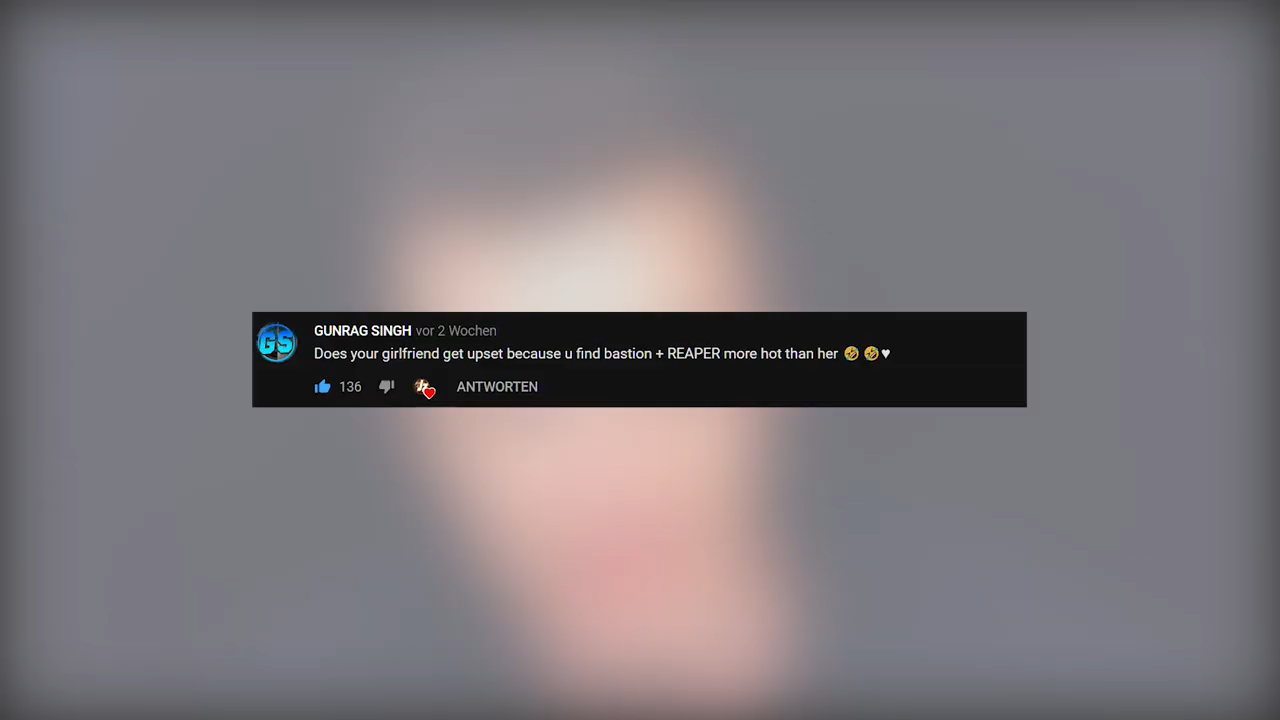 GS
GUNRAG SINGH vor 2 Wochen
Does your girlfriend get upset because u find bastion + REAPER more hot than her 🤣 🤣♥
136 ANTWORTEN